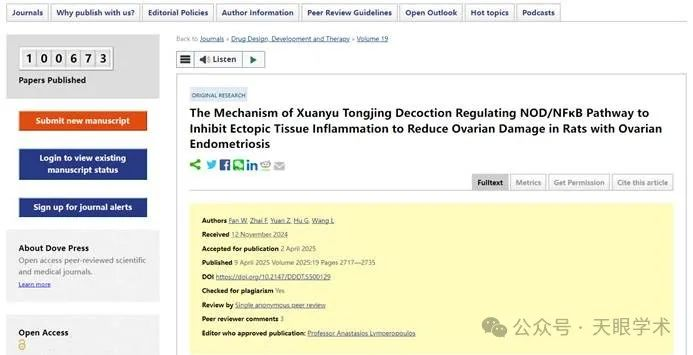 Journals
Why publish with us?
Editorial Policies
Author Information
Peer Review Guidelines
Open Outlook
Hot topics
Podcasts
100673
Papers Published
Submit new manuscript
Login to view existing
manuscript status
Sign up for journal alerts
About Dove Press
Open access peer-reviewed scientific
and medical journals.
Learn more
Open Access
Back to Journals » Drug Design, Development and Therapy » Volume 19
Listen
ORIGINAL RESEARCH
The Mechanism of Xuanyu Tongjing Decoction Regulating NOD/NFκB Pathway to
Inhibit Ectopic Tissue Inflammation to Reduce Ovarian Damage in Rats with Ovarian
Endometriosis
Fulltext
Metrics
Get Permission
Cite this article
Authors Fan W, Zhai F, Yuan Z, Hu G, Wang L
Received 12 November 2024
Accepted for publication 2 April 2025
Published 9 April 2025 Volume 2025:19 Pages 2717—2735
DOI https://doi.org/10.2147/DDDT.S500129
Checked for plagiarism Yes
Review by Single anonymous peer review
Peer reviewer comments 3
Editor who approved publication: Professor Anastasios Lymperopoulos
公众号 · 天眼学术